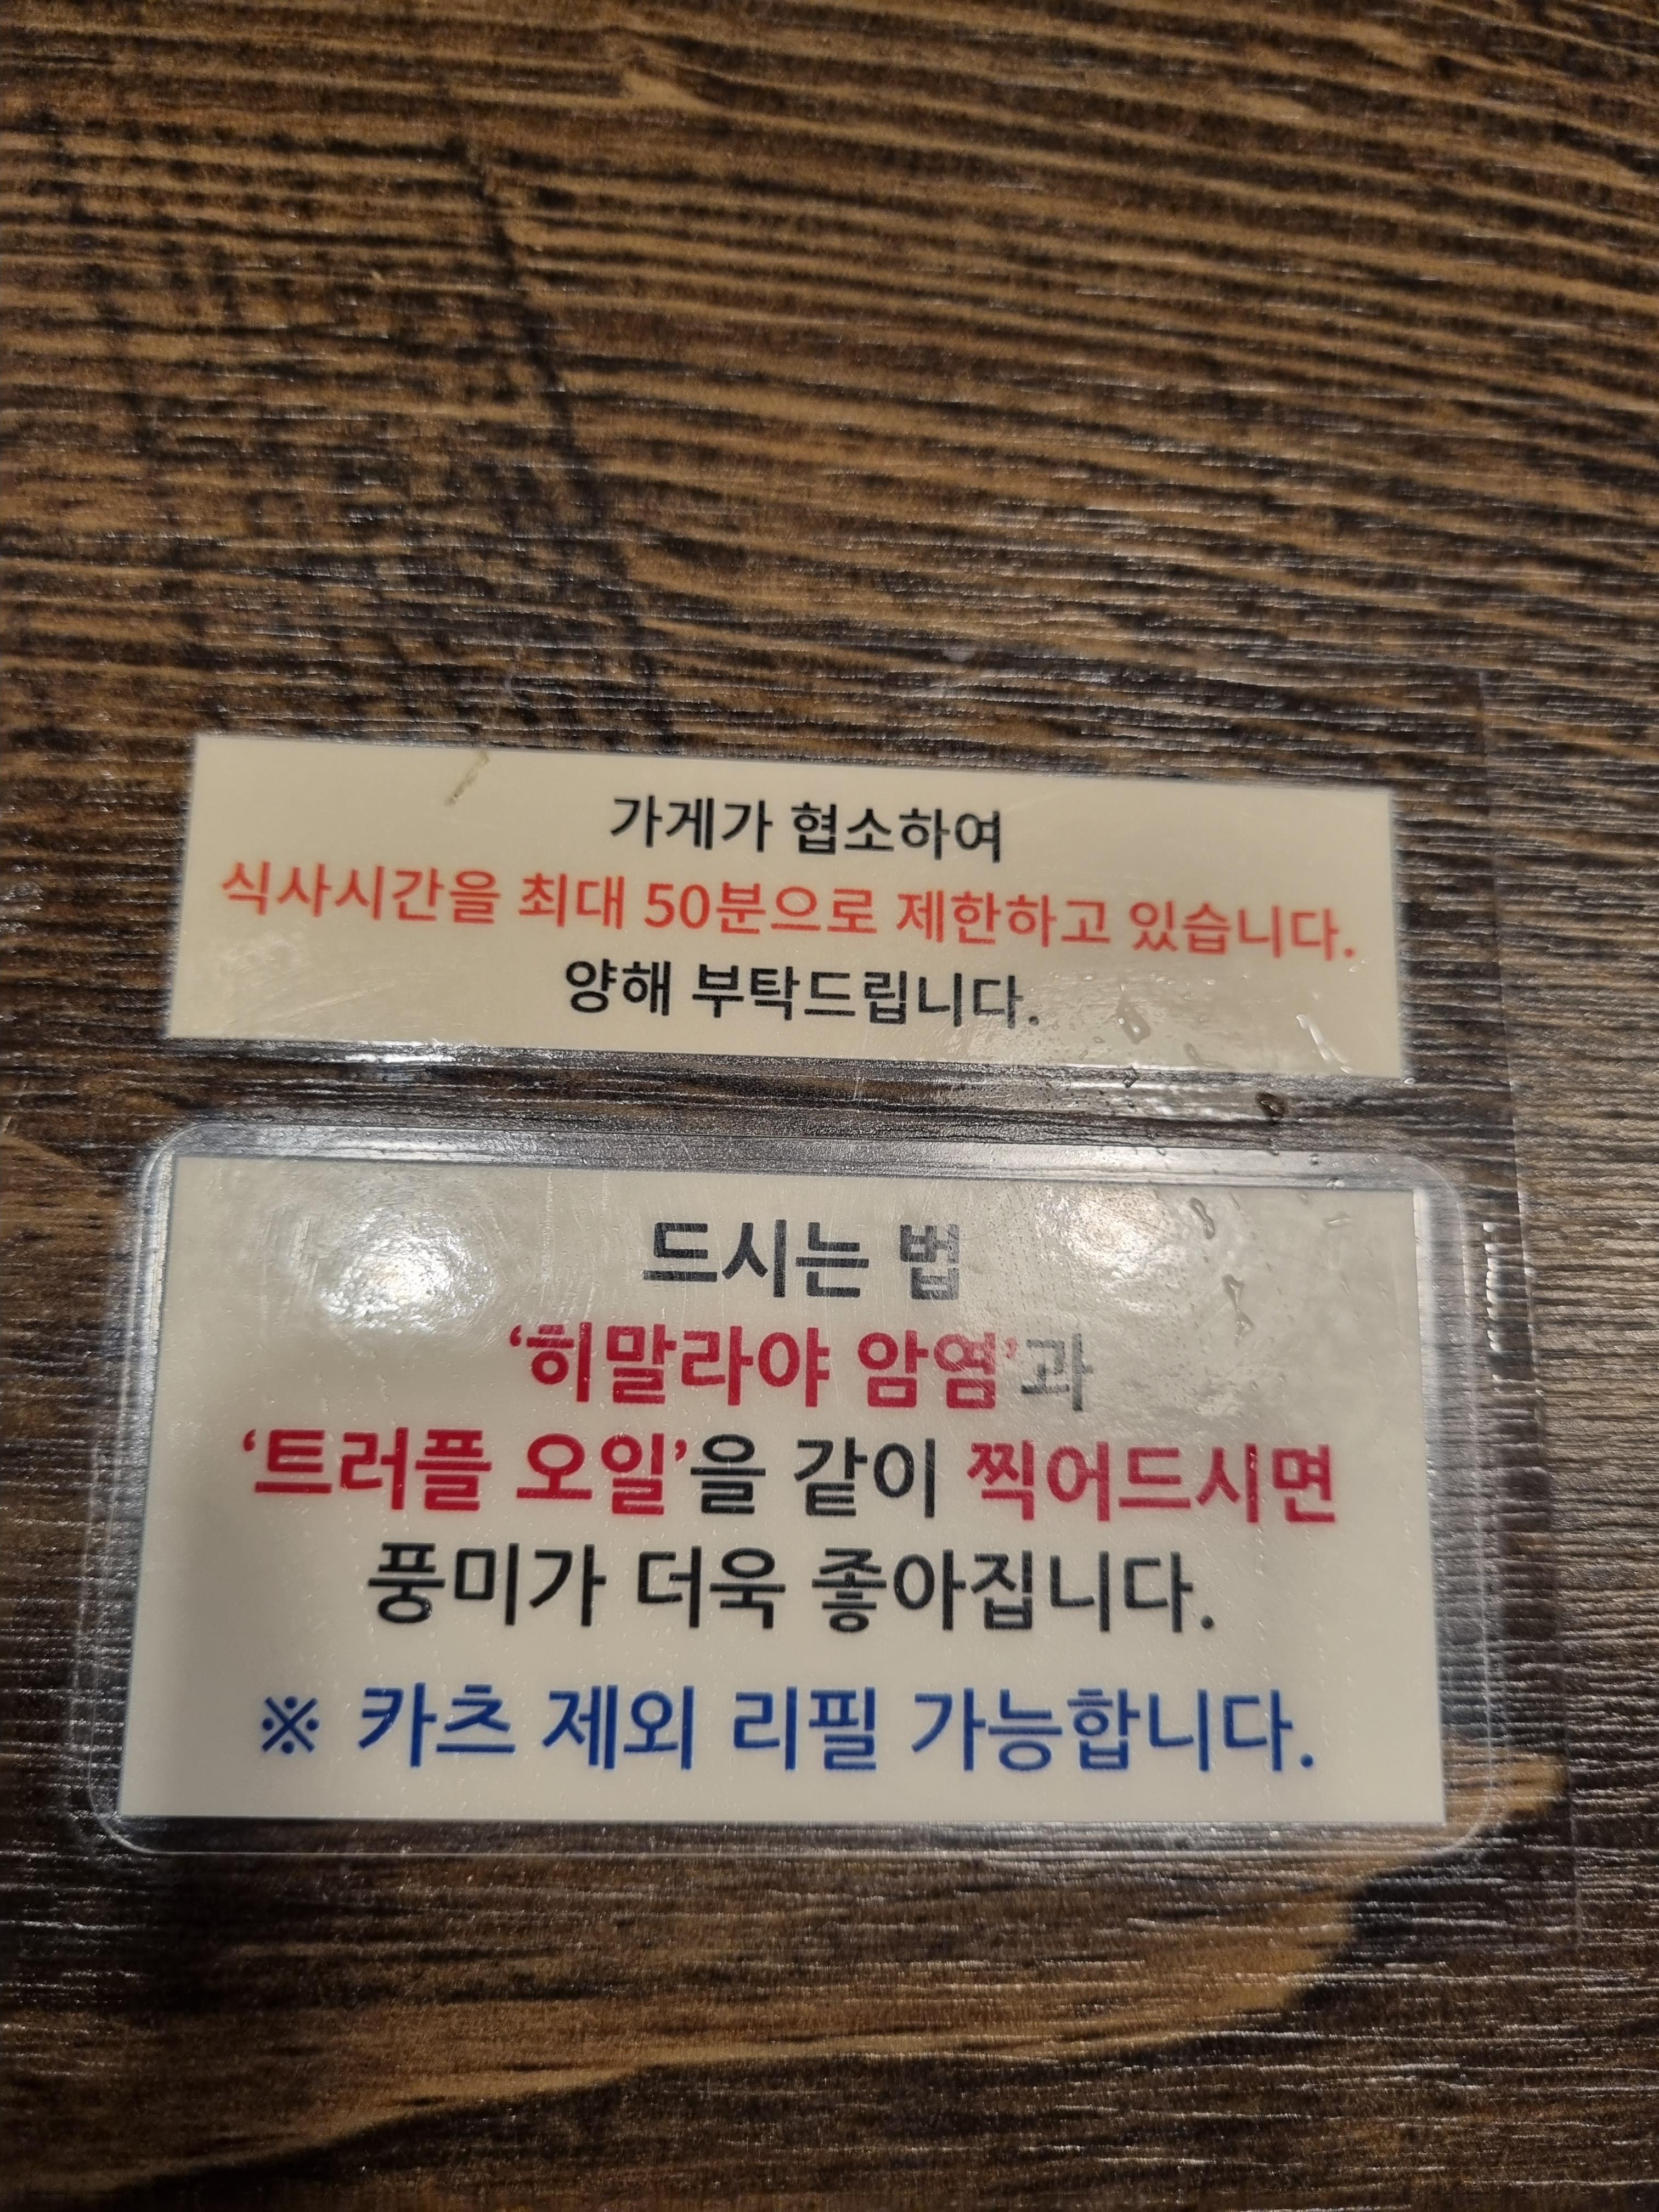 가게가 협소하여
식사시간을 최대 50분으로 제한하고 있습니다.
양해 부탁드립니다.
드시는 법
‘히말라야 암염’과
‘트러플 오일’을 같이 찍어드시면
풍미가 더욱 좋아집니다.
※ 카츠 제외 리필 가능합니다.